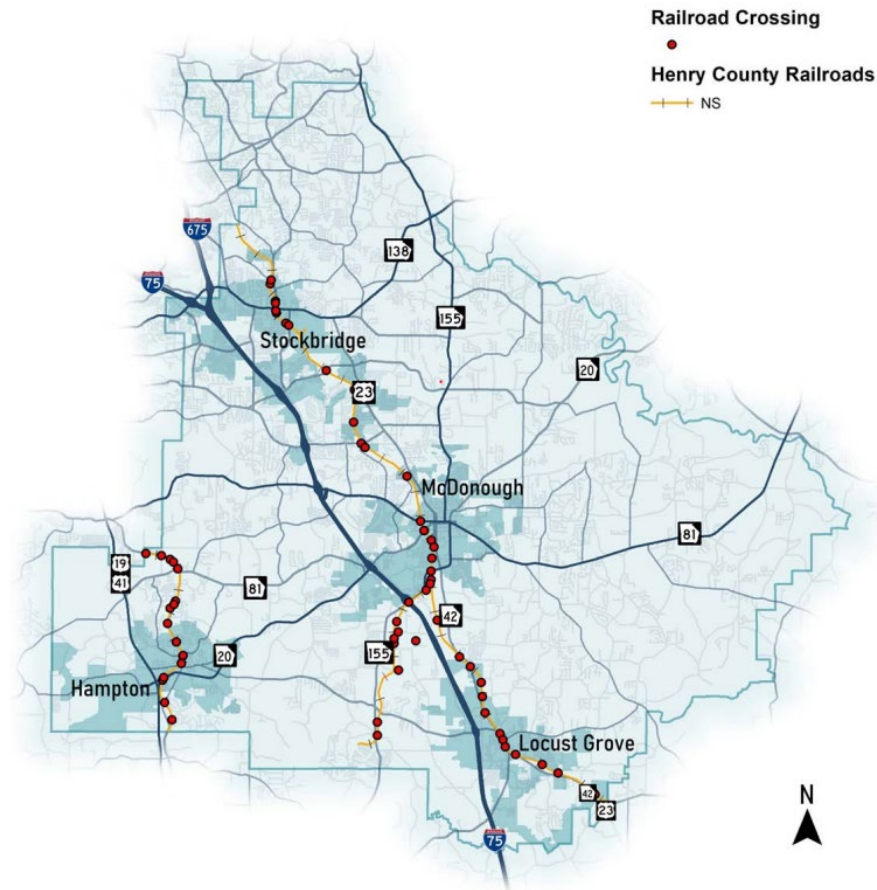 Railroad Crossing
Henry County Railroads
NS
675
138
75
155
Stockbridge
20
23
McDonough
81
19
41
81
42
155
20
Hampton
Locust Grove
42
23
N
75